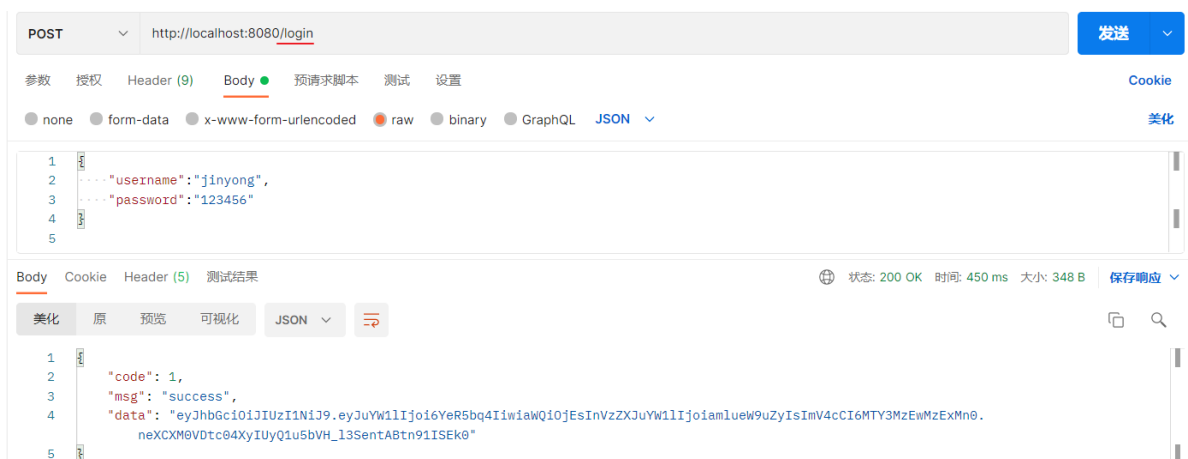 POST http://localhost:8080/login 发送
参数 授权 Header (9) Body 预请求脚本 测试 设置 Cookie
none form-data x-www-form-urlencoded raw binary GraphQL JSON 美化
1 {
2 "username":"jinyong",
3 "password":"123456"
4 }
5
Body Cookie Header (5) 测试结果 状态: 200 OK 时间: 450 ms 大小: 348 B 保存响应
美化 原 预览 可视化 JSON
1 {
2 "code": 1,
3 "msg": "success",
4 "data": "eyJhbGciOiJIUzI1NiJ9.eyJuYW1lIjoi6YeR5bq4IiwiaWQiOjEsInVzZXJuYW1lIjoiamlueW9uZyIsImV4cCI6MTY3MzEwMzExMn0.
neXCXM0VDtc04XyIUyQ1u5bVH_l3SentABtn91ISEk0"
5 }